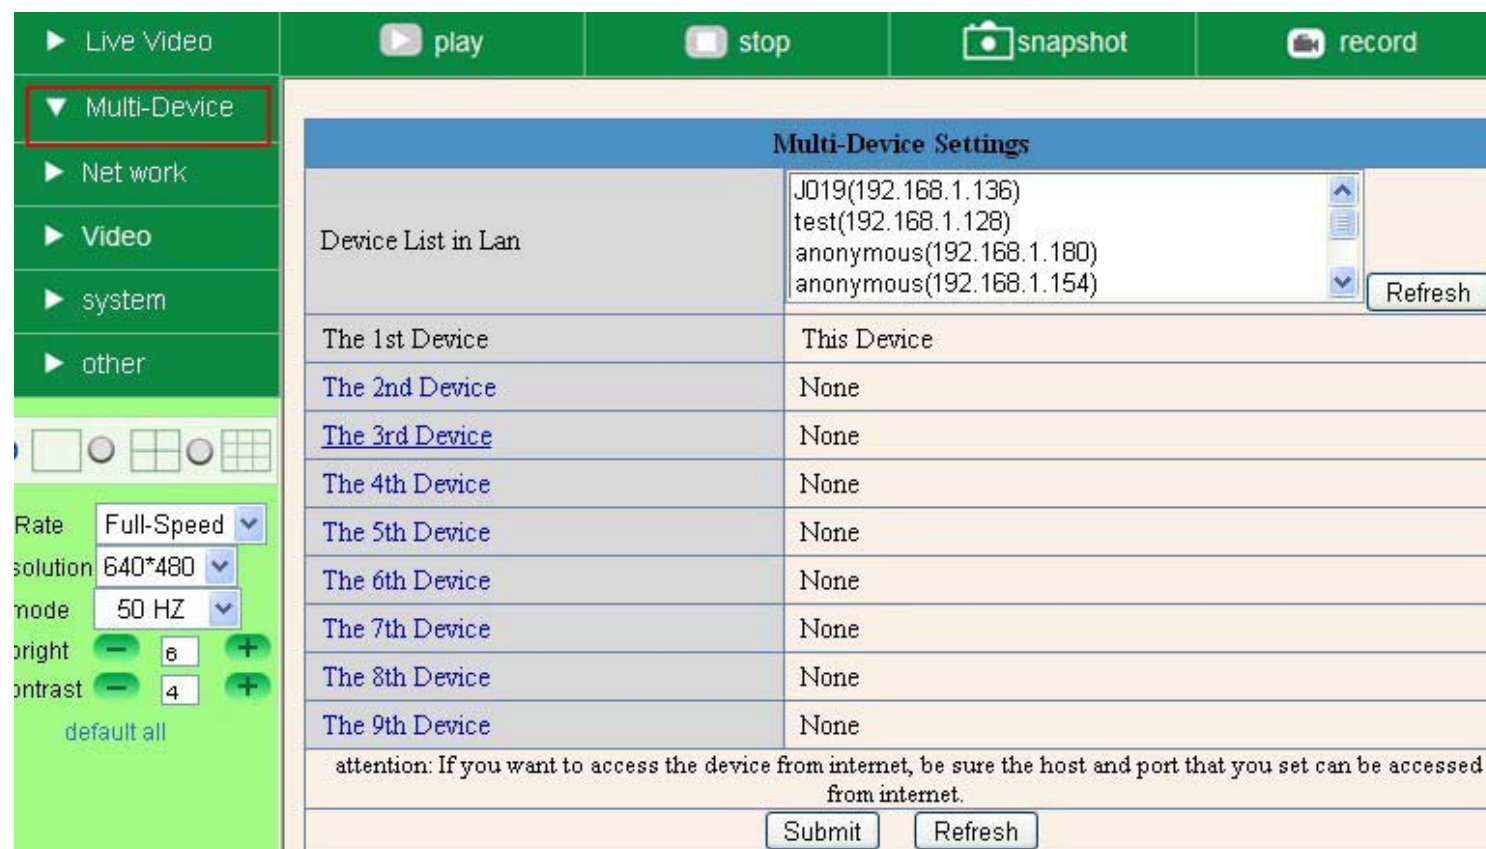 Live Video
play
stop
snapshot
record
Multi-Device
Net work
Video
system
other
Multi-Device Settings
Device List in Lan
J019(192.168.1.136)
test(192.168.1.128)
anonymous(192.168.1.180)
anonymous(192.168.1.154)
Refresh
The 1st Device This Device
The 2nd Device None
The 3rd Device None
The 4th Device None
The 5th Device None
The 6th Device None
The 7th Device None
The 8th Device None
The 9th Device None
attention: If you want to access the device from internet, be sure the host and port that you set can be accessed
from internet.
Submit Refresh
Rate Full-Speed
solution 640*480
mode 50 HZ
bright 6
ontrast 4
default all